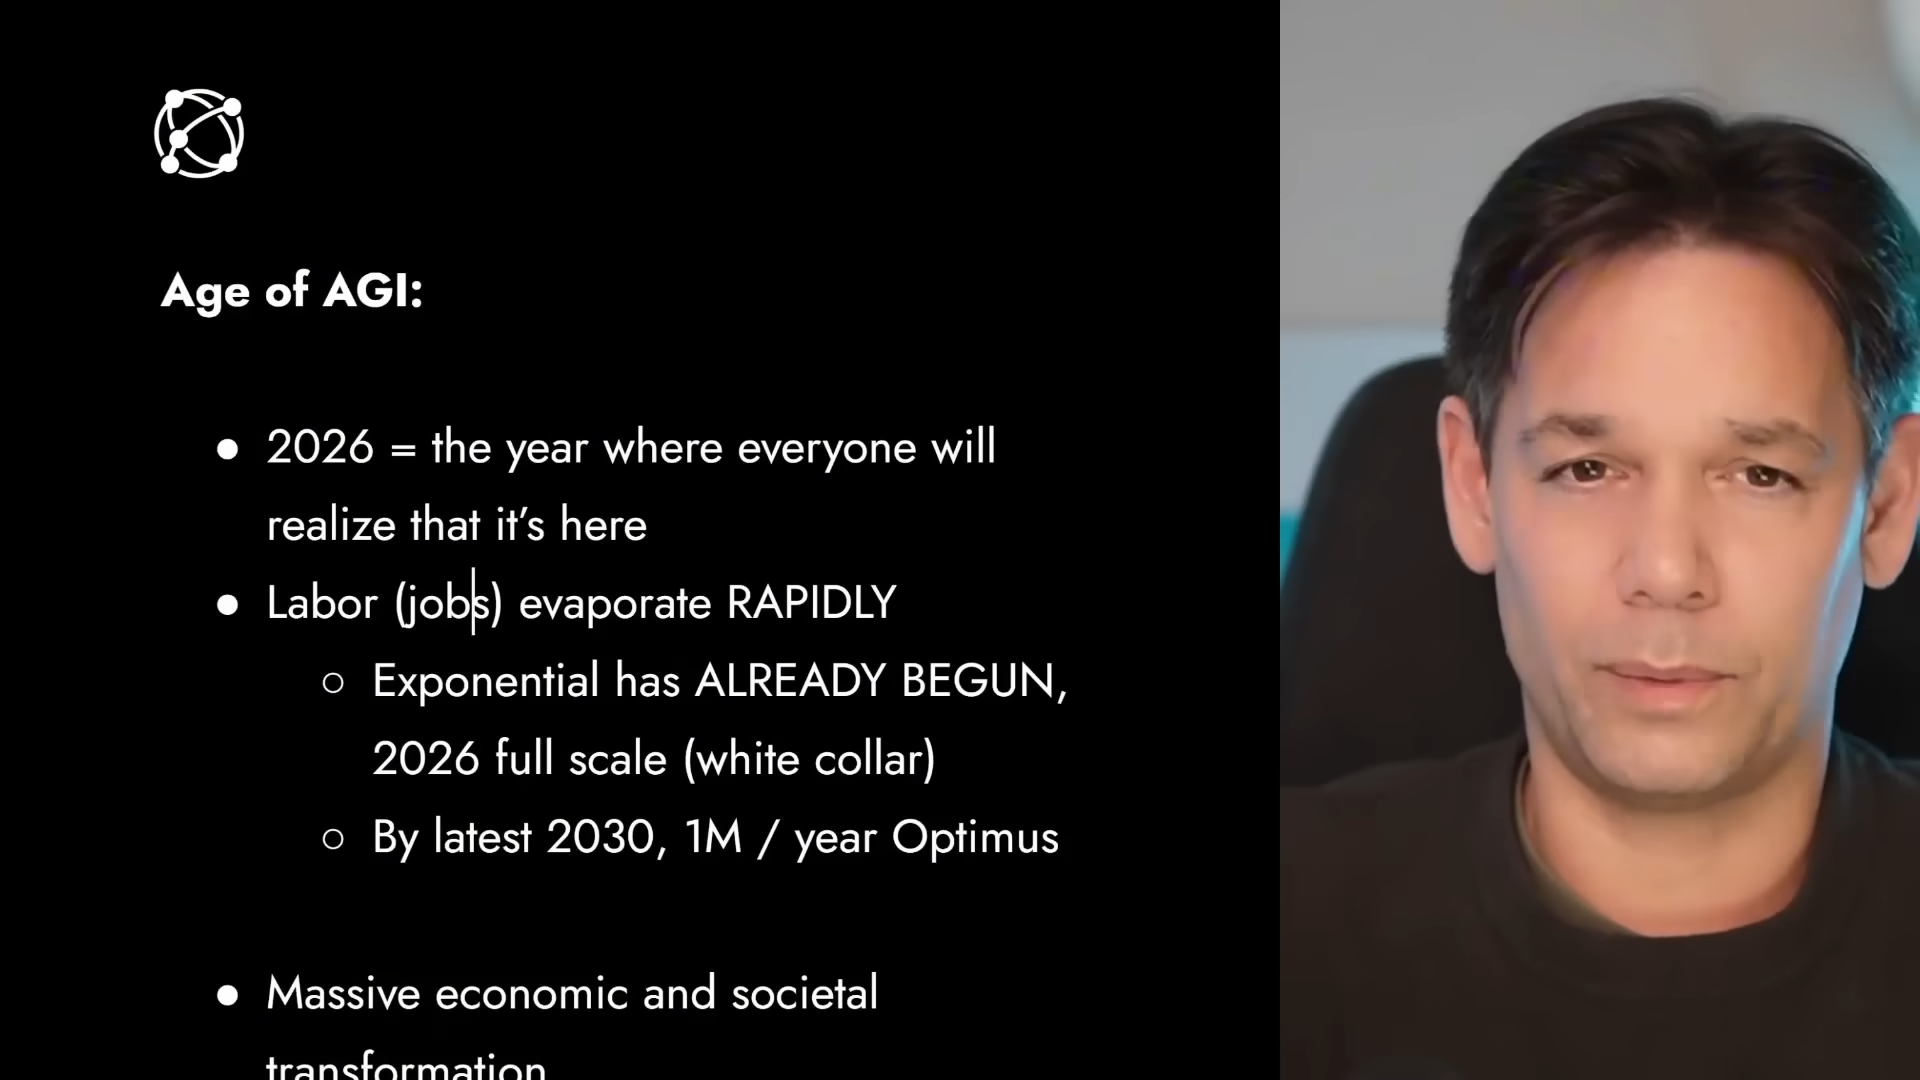 Age of AGI:
● 2026 = the year where everyone will
realize that it’s here
● Labor (jobs) evaporate RAPIDLY
○ Exponential has ALREADY BEGUN,
2026 full scale (white collar)
○ By latest 2030, 1M / year Optimus
● Massive economic and societal
transformation